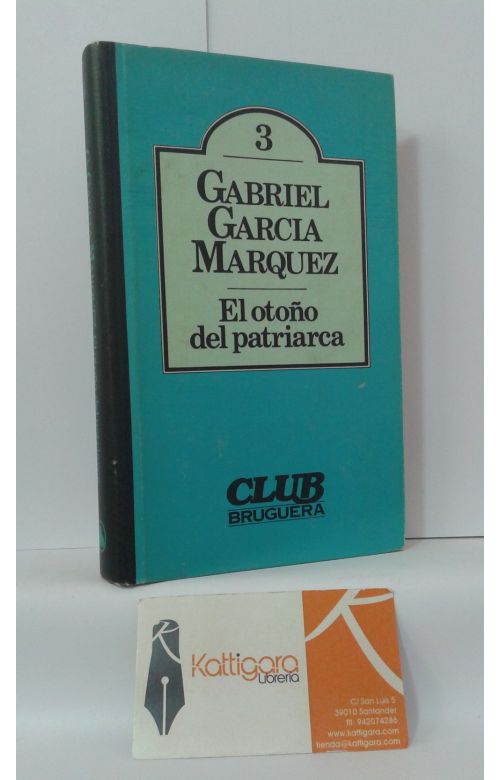 3
GABRIEL
GARCIA
MARQUEZ
El otoño
del patriarca
CLUB
BRUGUERA
Kattigara
Librería
C/ San Luis 5
39010 Santander
tlf: 942074286
www.kattigara.com
tienda@kattigara.com